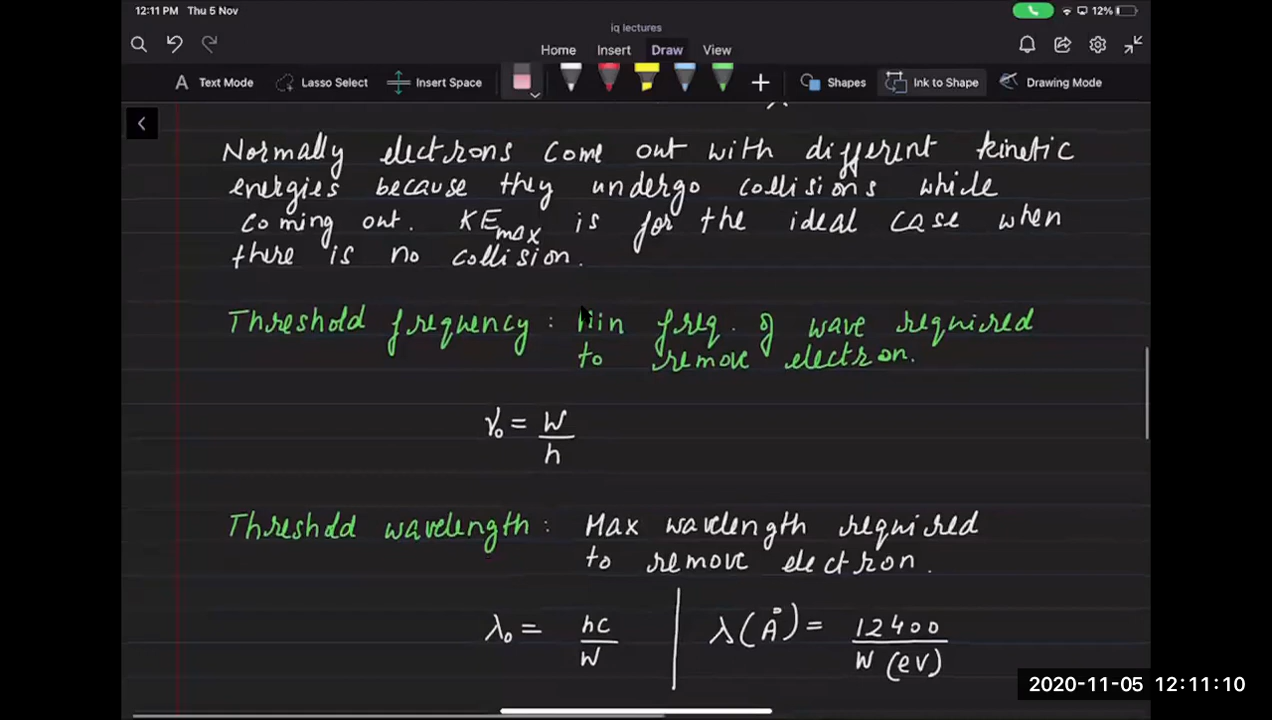 12:11 PM Thu 5 Nov
12%
iq lectures
Home Insert Draw View
Text Mode Lasso Select Insert Space Shapes Ink to Shape Drawing Mode
Normally electrons come out with different kinetic
energies because they undergo collisions while
coming out. KEmax is for the ideal case when
there is no collision.
Threshold frequency : Min freq. of wave required
to remove electron.
ν₀ = W/h
Threshold wavelength : Max wavelength required
to remove electron.
λ₀ = hc/W | λ(Å) = 12400/W(eV)
2020-11-05 12:11:10